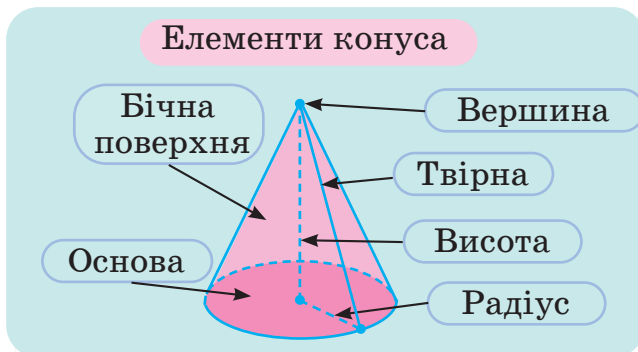 Елементи конуса
Бічна
поверхня
Вершина
Твірна
Висота
Основа
Радіус